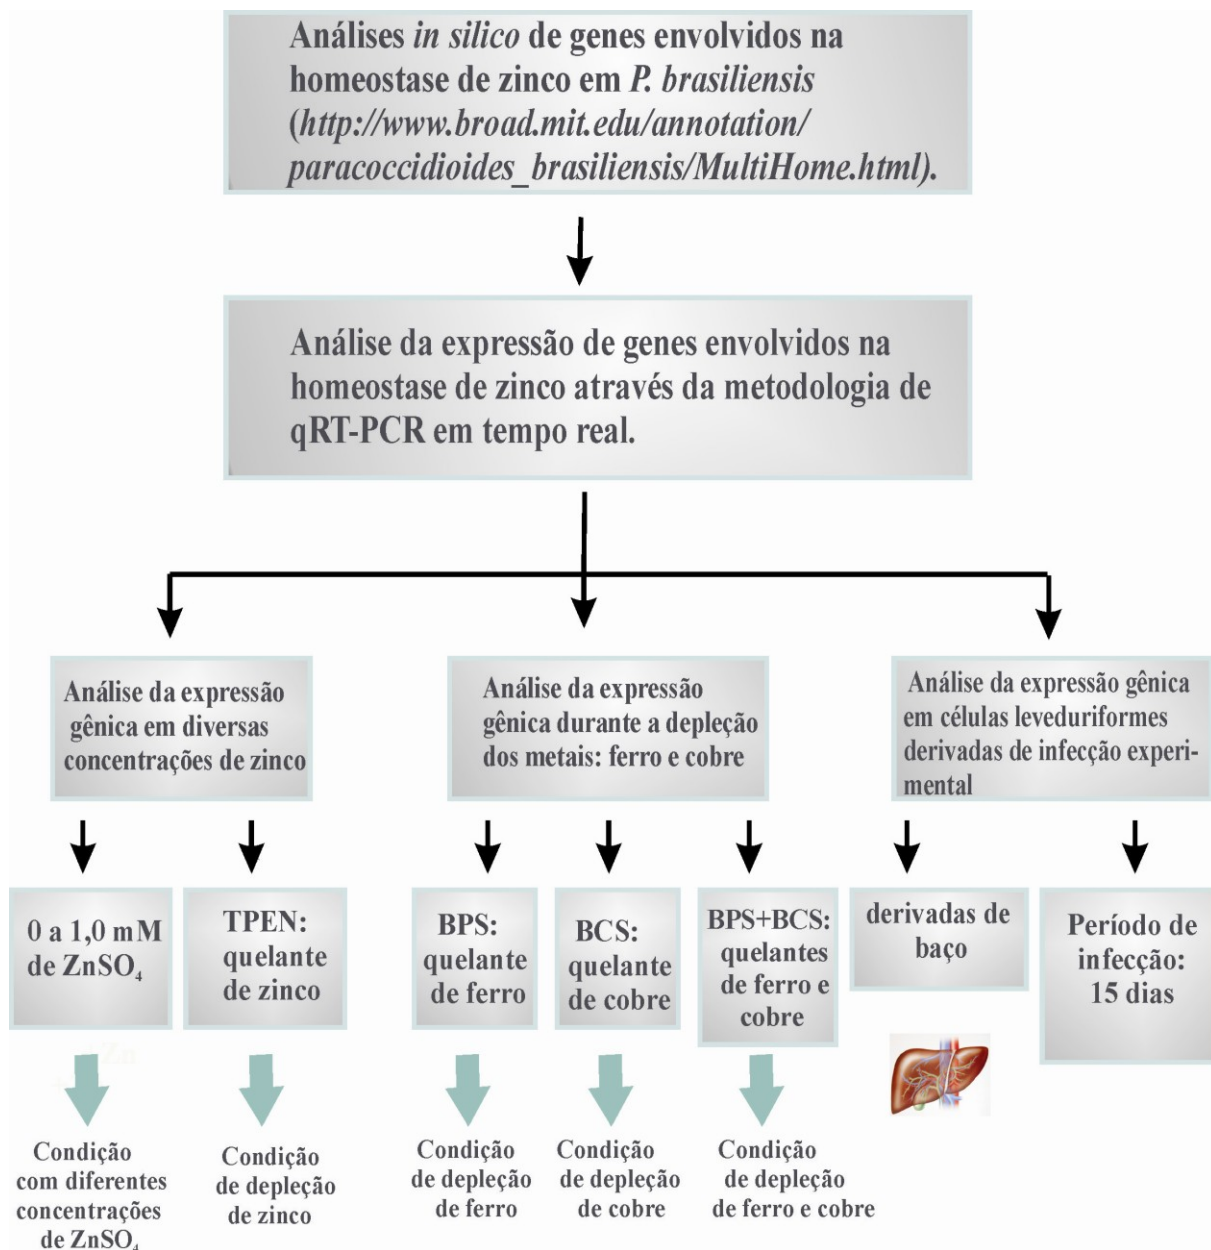 Análises in silico de genes envolvidos na
homeostase de zinco em P. brasiliensis
(http://www.broad.mit.edu/annotation/
paracoccidioides_brasiliensis/MultiHome.html).
Análise da expressão de genes envolvidos na
homeostase de zinco através da metodologia de
qRT-PCR em tempo real.
Análise da expressão
gênica em diversas
concentrações de zinco
Análise da expressão
gênica durante a depleção
dos metais: ferro e cobre
Análise da expressão gênica
em células leveduriformes
derivadas de infecção experi-
mental
0 a 1,0 mM
de ZnSO₄
TPEN:
quelante
de zinco
BPS:
quelante
de ferro
BCS:
quelante
de cobre
BPS+BCS:
quelantes
de ferro e
cobre
derivadas de
baço
Período de
infecção:
15 dias
Zn
Condição
com diferentes
concentrações
de ZnSO₄
Condição
de depleção
de zinco
Condição
de depleção
de ferro
Condição
de depleção
de cobre
Condição
de depleção
de ferro e cobre